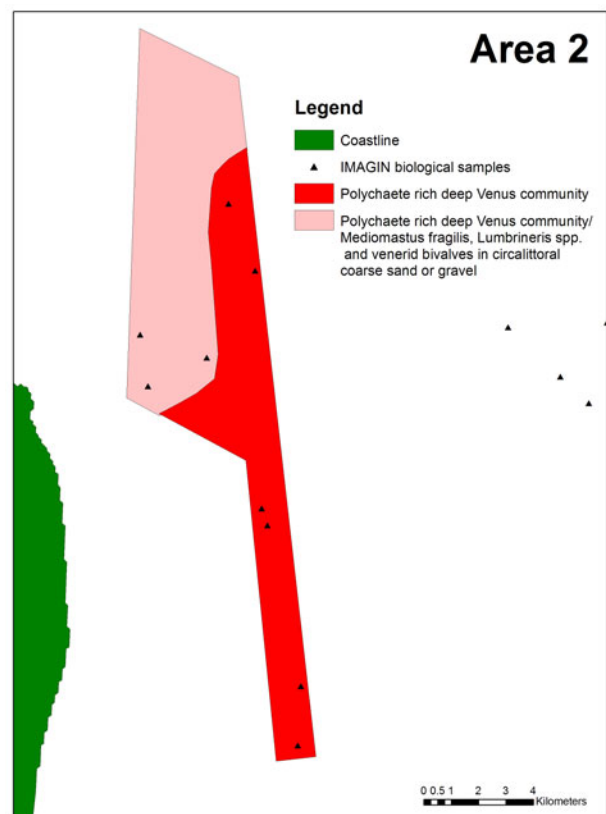 Area 2
Legend
Coastline
IMAGIN biological samples
Polychaete rich deep Venus community
Polychaete rich deep Venus community/
Mediomastus fragilis, Lumbrineris spp.
and venerid bivalves in circalittoral
coarse sand or gravel
0 0.5 1 2 3 4
Kilometers